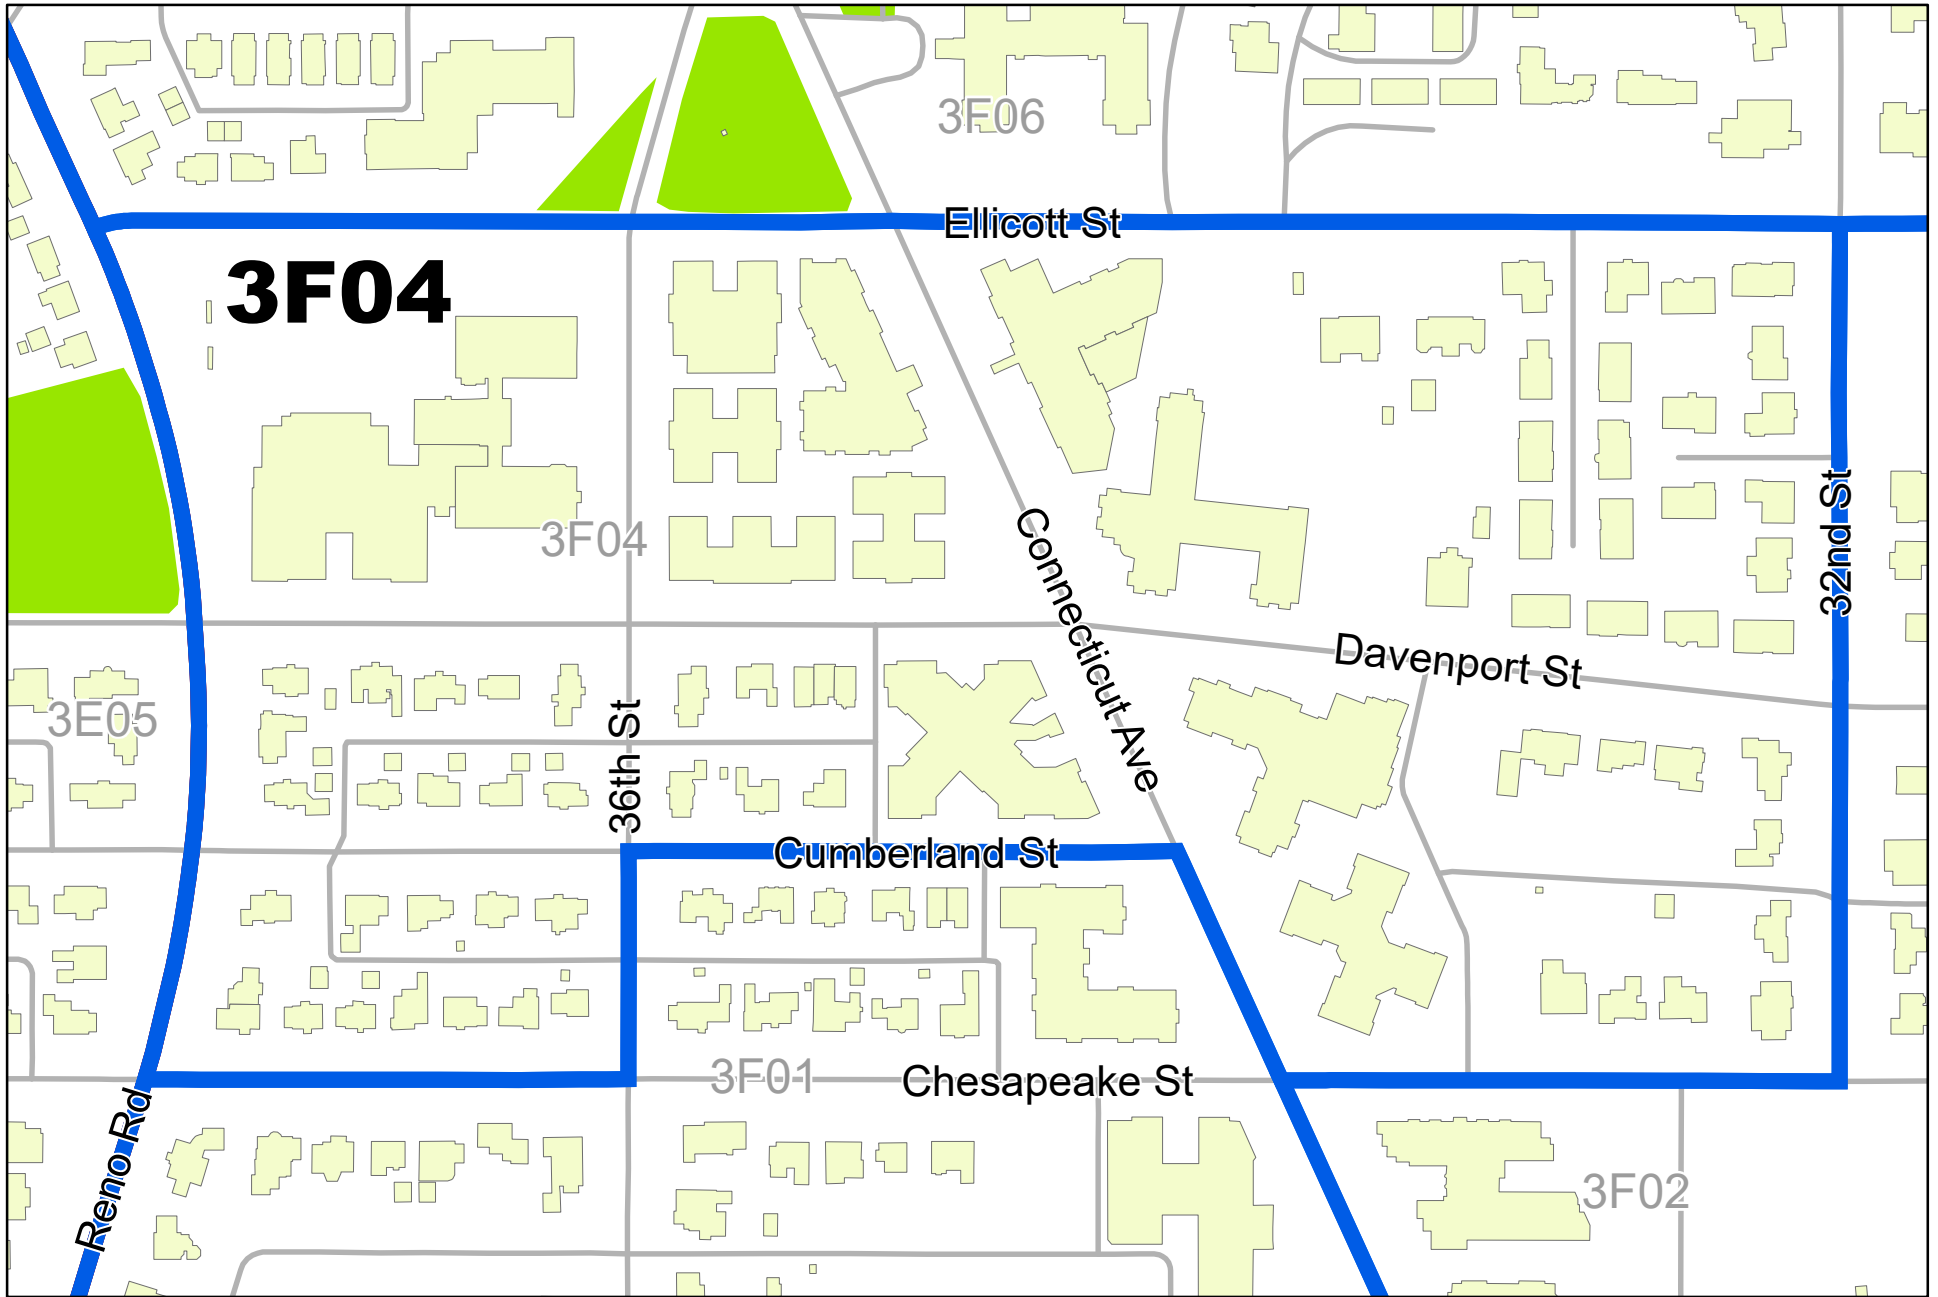 3F06
Ellicott St
3F04
32nd St
3F04
Connecticut Ave
Davenport St
3E05
36th St
Cumberland St
3F01
Chesapeake St
Reno Rd
3F02